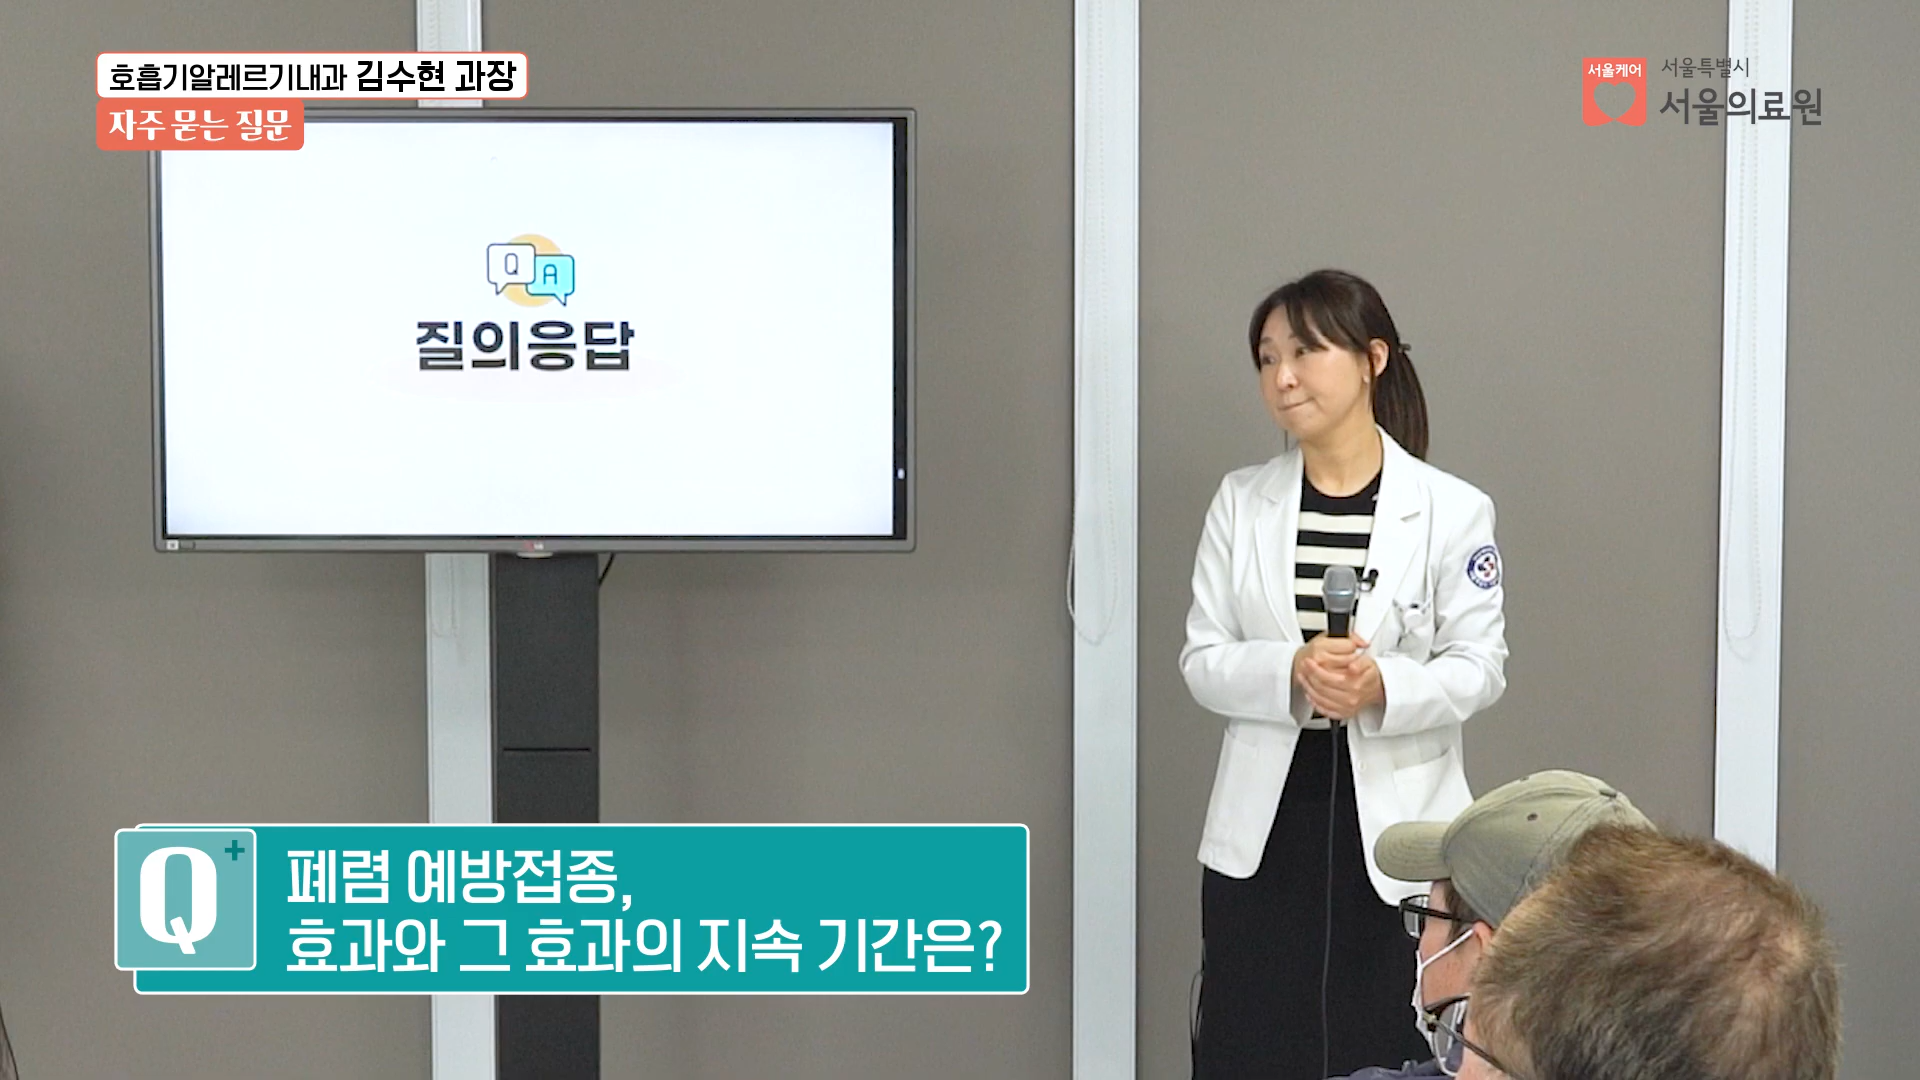 호흡기알레르기내과 김수현 과장
자주 묻는 질문
서울케어
서울특별시
서울의료원
Q A
질의응답
Q+
폐렴 예방접종,
효과와 그 효과의 지속 기간은?